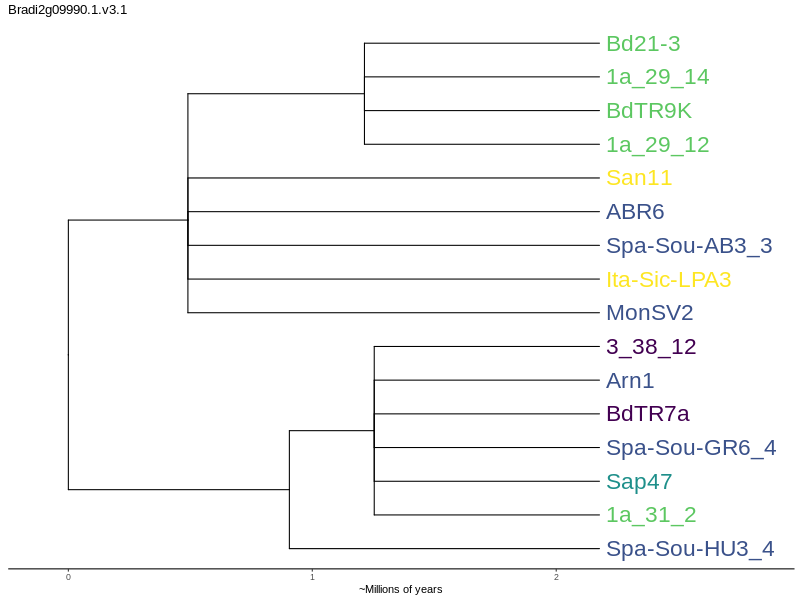 Bradi2g09990.1.v3.1
Bd21-3
1a_29_14
BdTR9K
1a_29_12
San11
ABR6
Spa-Sou-AB3_3
Ita-Sic-LPA3
MonSV2
3_38_12
Arn1
BdTR7a
Spa-Sou-GR6_4
Sap47
1a_31_2
Spa-Sou-HU3_4
0 1 2
~Millions of years